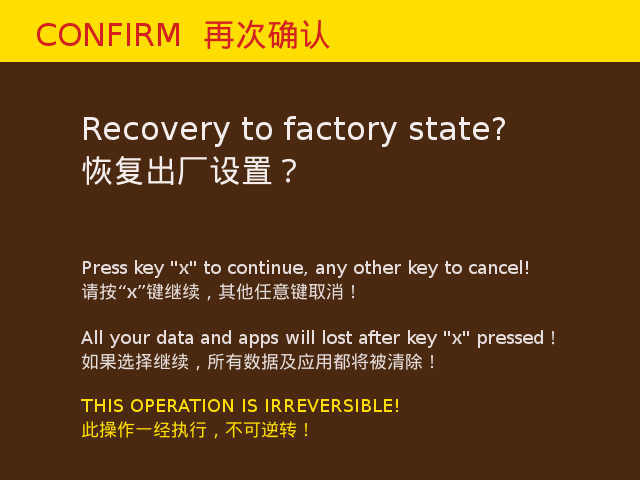 CONFIRM 再次确认
Recovery to factory state?
恢复出厂设置？
Press key "x" to continue, any other key to cancel!
请按“x”键继续，其他任意键取消！
All your data and apps will lost after key "x" pressed！
如果选择继续，所有数据及应用都将被清除！
THIS OPERATION IS IRREVERSIBLE!
此操作一经执行，不可逆转！